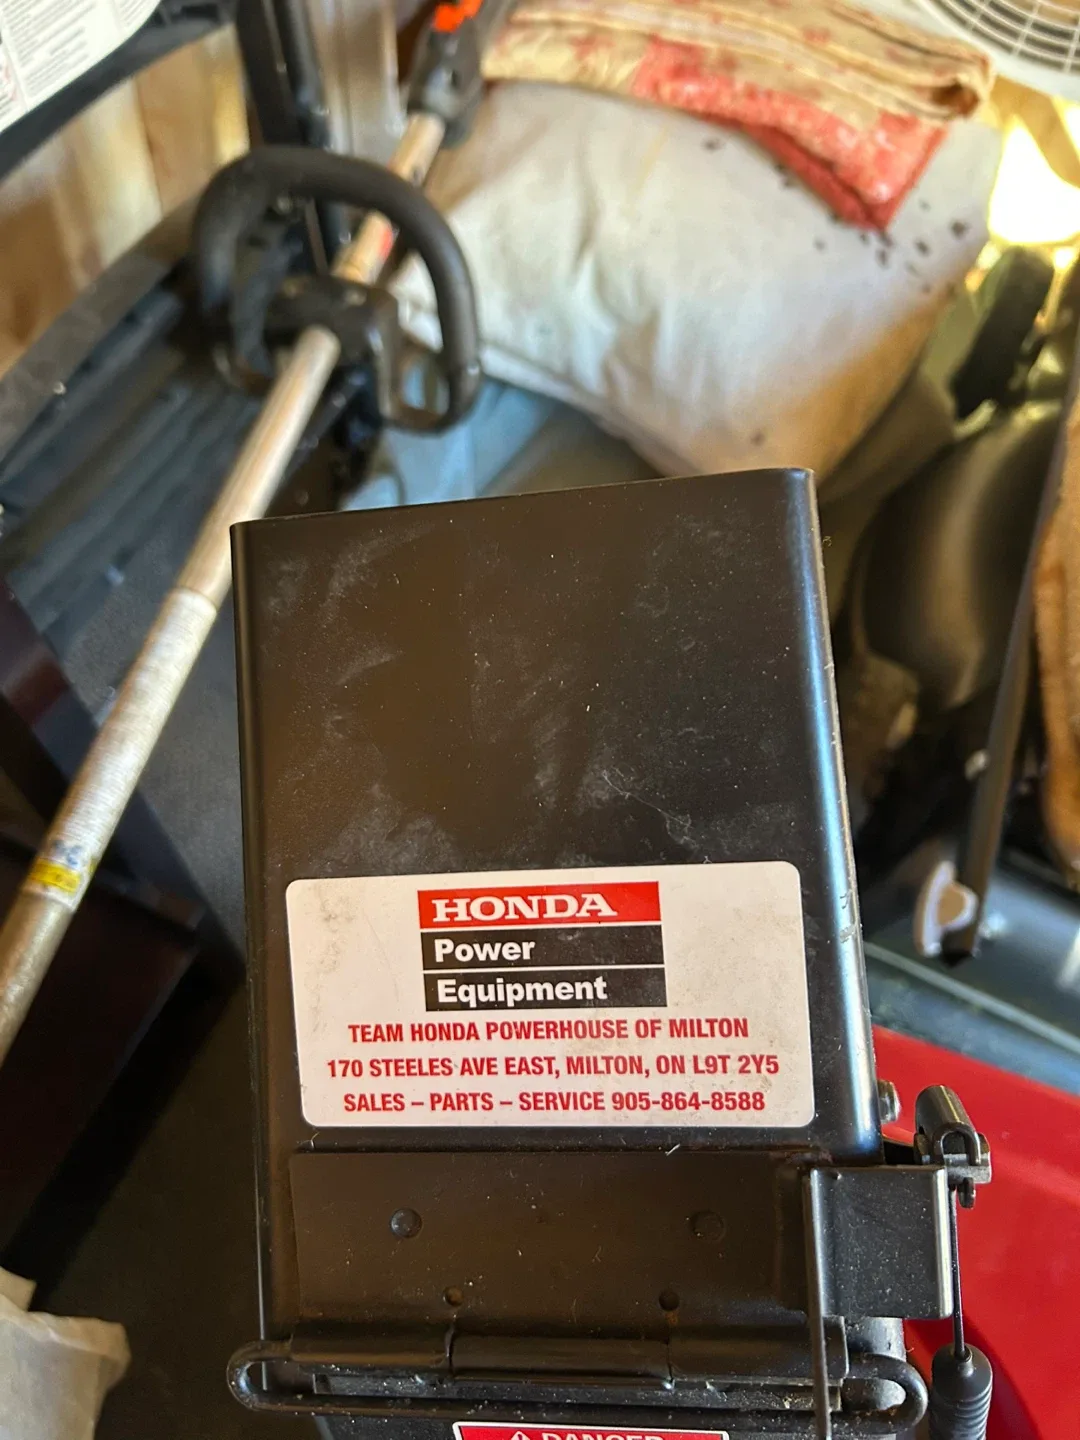 HONDA
Power
Equipment
TEAM HONDA POWERHOUSE OF MILTON
170 STEELES AVE EAST, MILTON, ON L9T 2Y5
SALES – PARTS – SERVICE 905-864-8588
DANGER